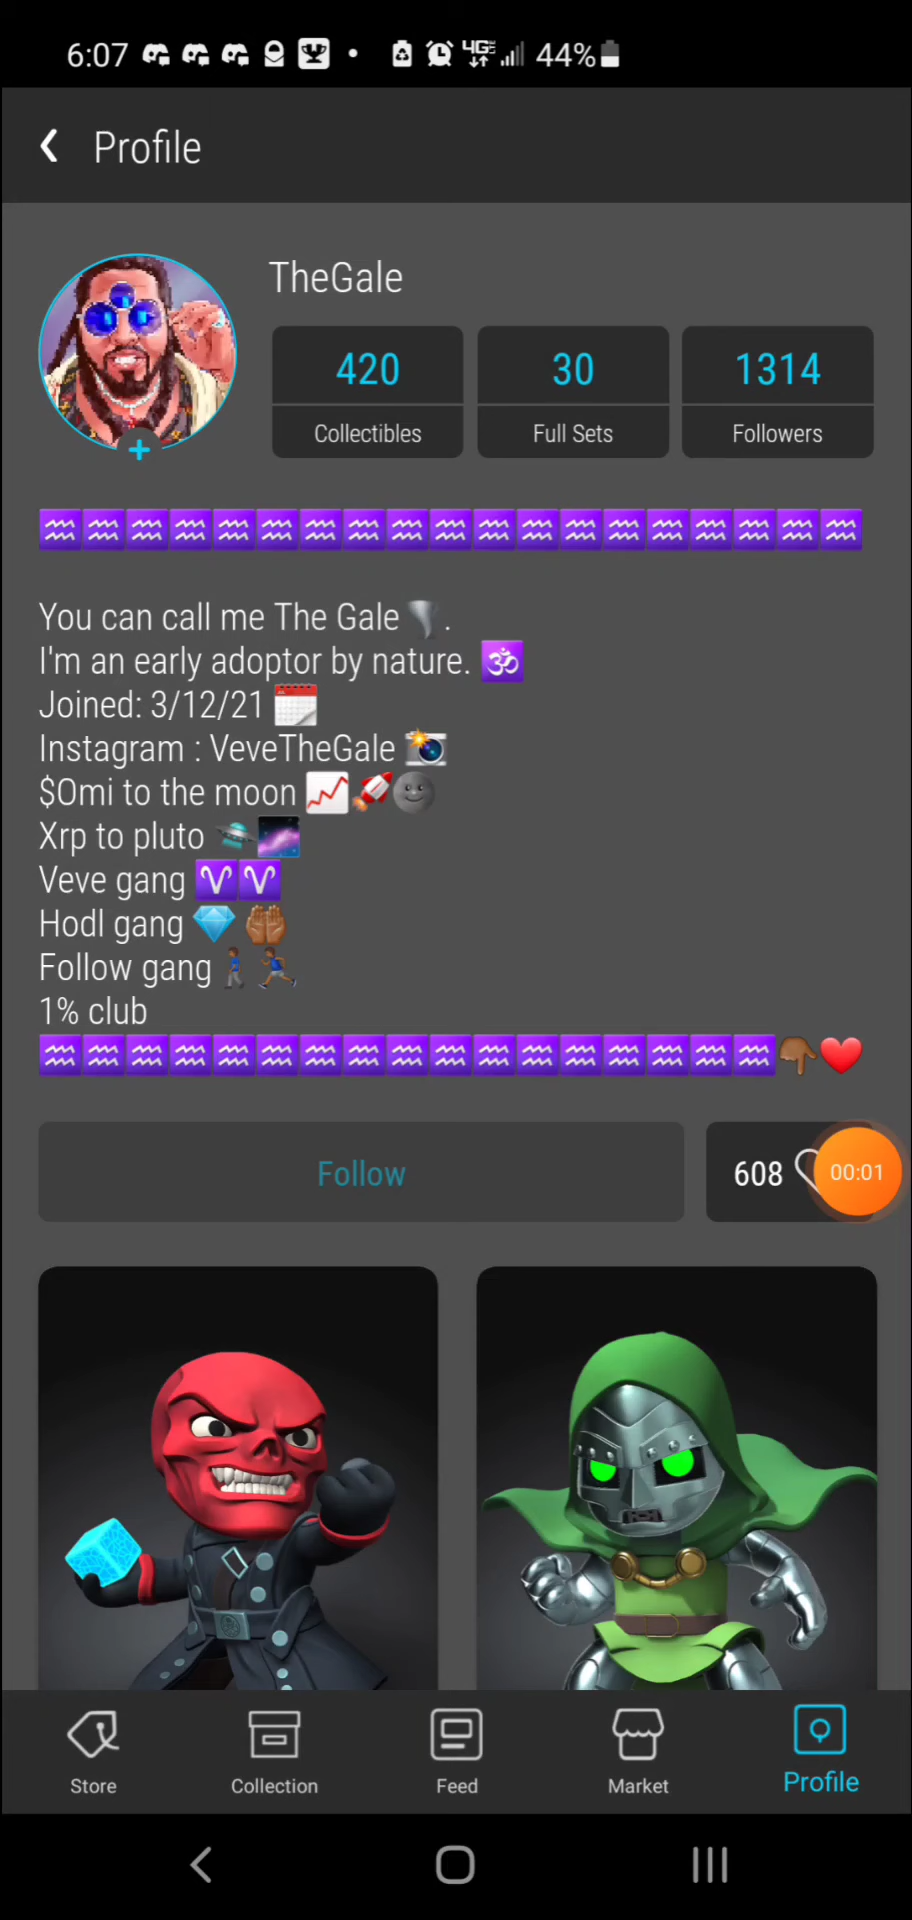 6:07 4GE 44%
Profile
TheGale
420 30 1314
Collectibles Full Sets Followers
♒♒♒♒♒♒♒♒♒♒♒♒♒♒♒♒♒♒♒
You can call me The Gale🌪.
I'm an early adoptor by nature. 🕉
Joined: 3/12/21 🗓
Instagram : VeveTheGale 📸
$Omi to the moon 📈🚀🌚
Xrp to pluto 🛸🌌
Veve gang ♈♈
Hodl gang 💎🤲🏾
Follow gang🚶🏾🏃🏾
1% club
♒♒♒♒♒♒♒♒♒♒♒♒♒♒♒♒♒👇🏾❤️
Follow 608 00:01
Store Collection Feed Market Profile